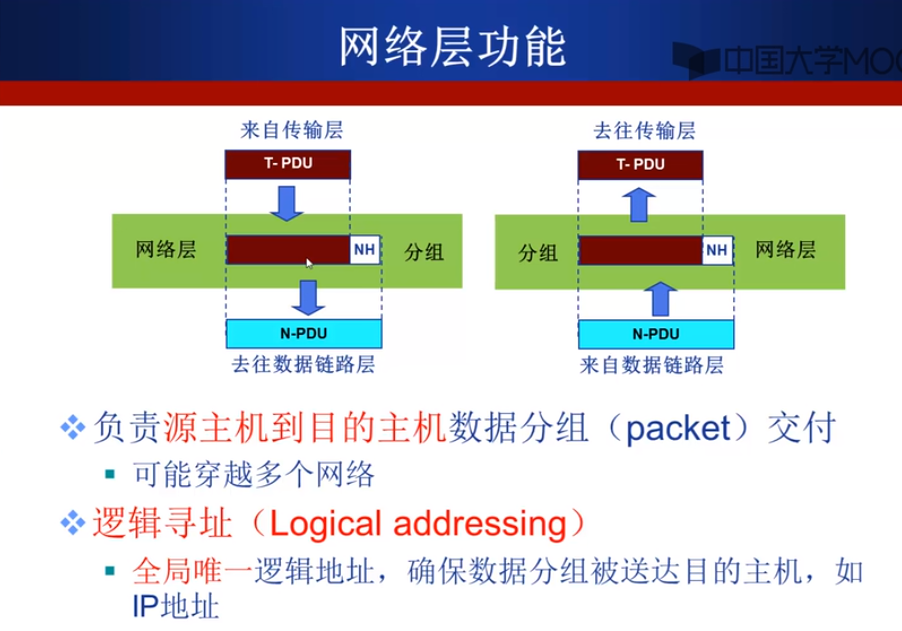 网络层功能
中国大学MOO
来自传输层
去往传输层
T- PDU
T- PDU
网络层
NH
分组
分组
NH
网络层
N-PDU
N-PDU
去往数据链路层
来自数据链路层
负责源主机到目的主机数据分组（packet）交付
可能穿越多个网络
逻辑寻址（Logical addressing）
全局唯一逻辑地址，确保数据分组被送达目的主机，如
IP地址